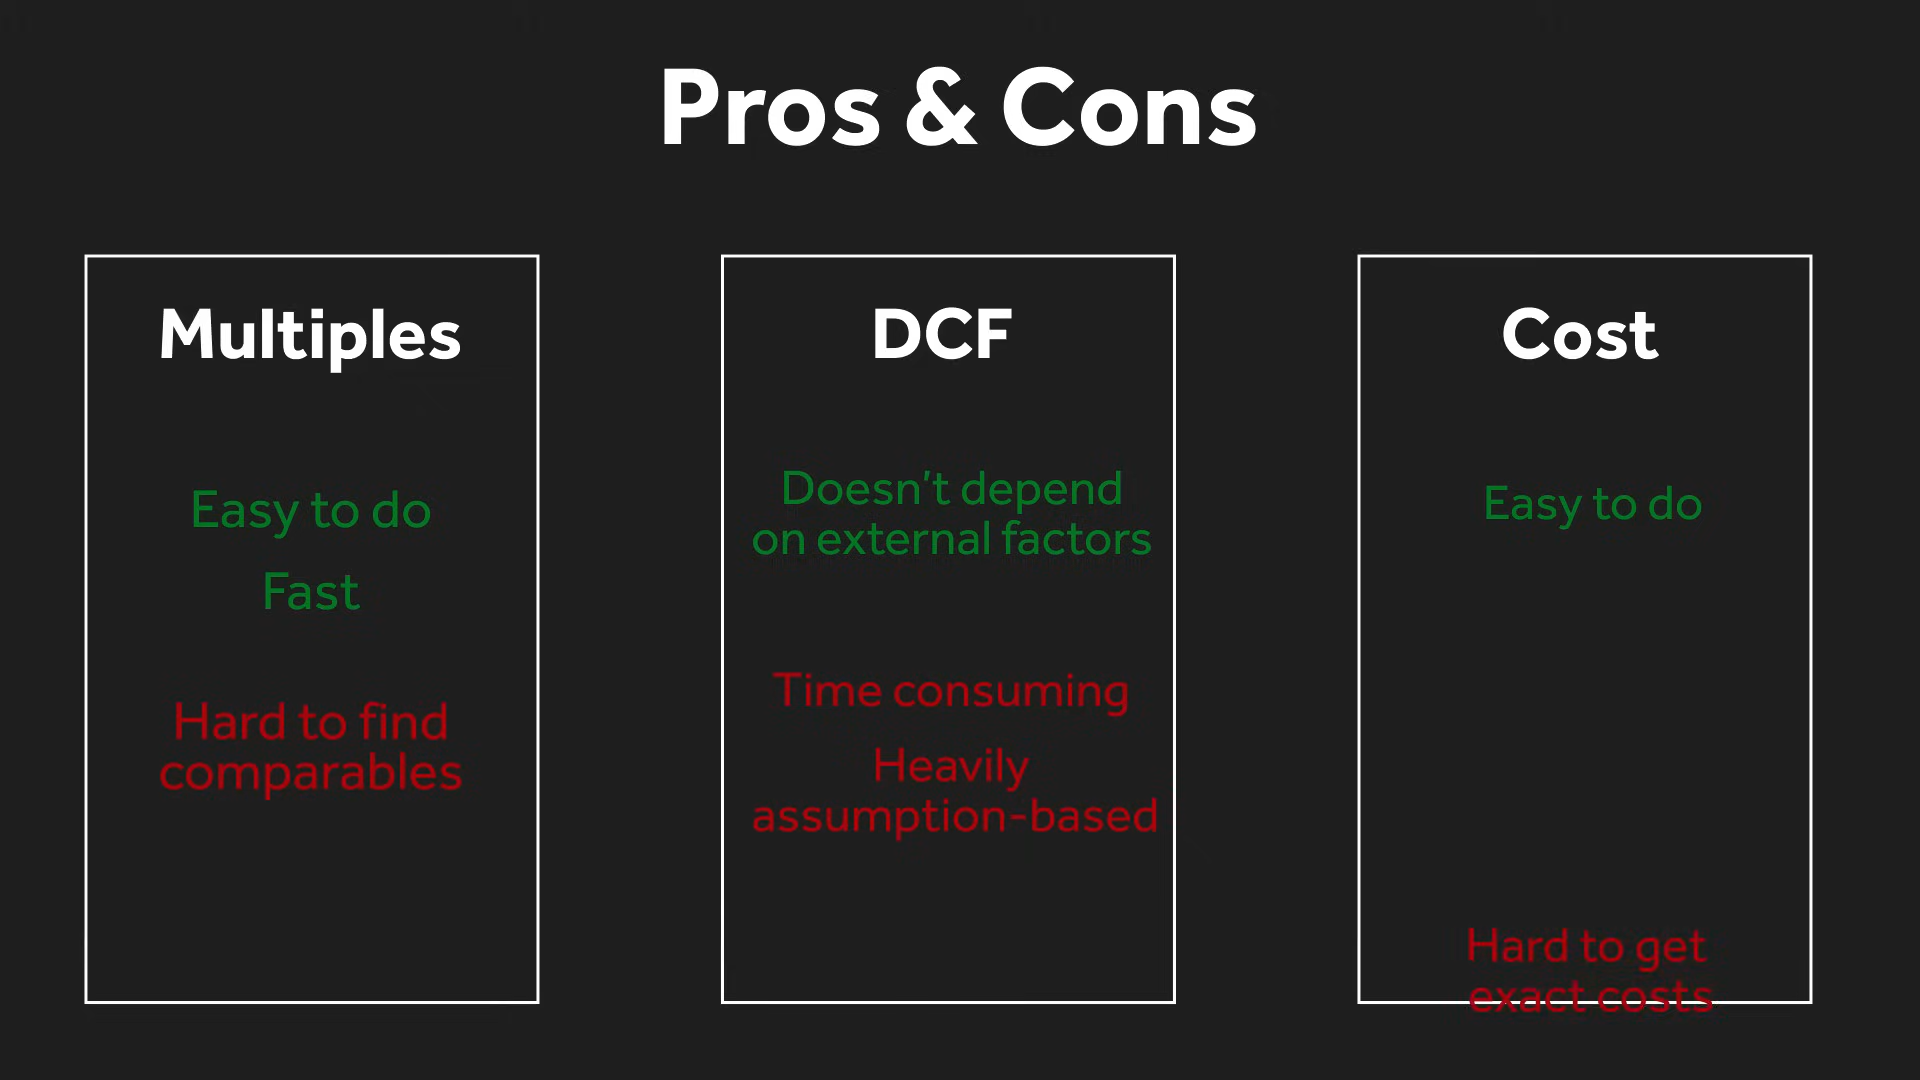 Pros & Cons
Multiples
Easy to do
Fast
Hard to find
comparables
DCF
Doesn't depend
on external factors
Time consuming
Heavily
assumption-based
Cost
Easy to do
Hard to get
exact costs